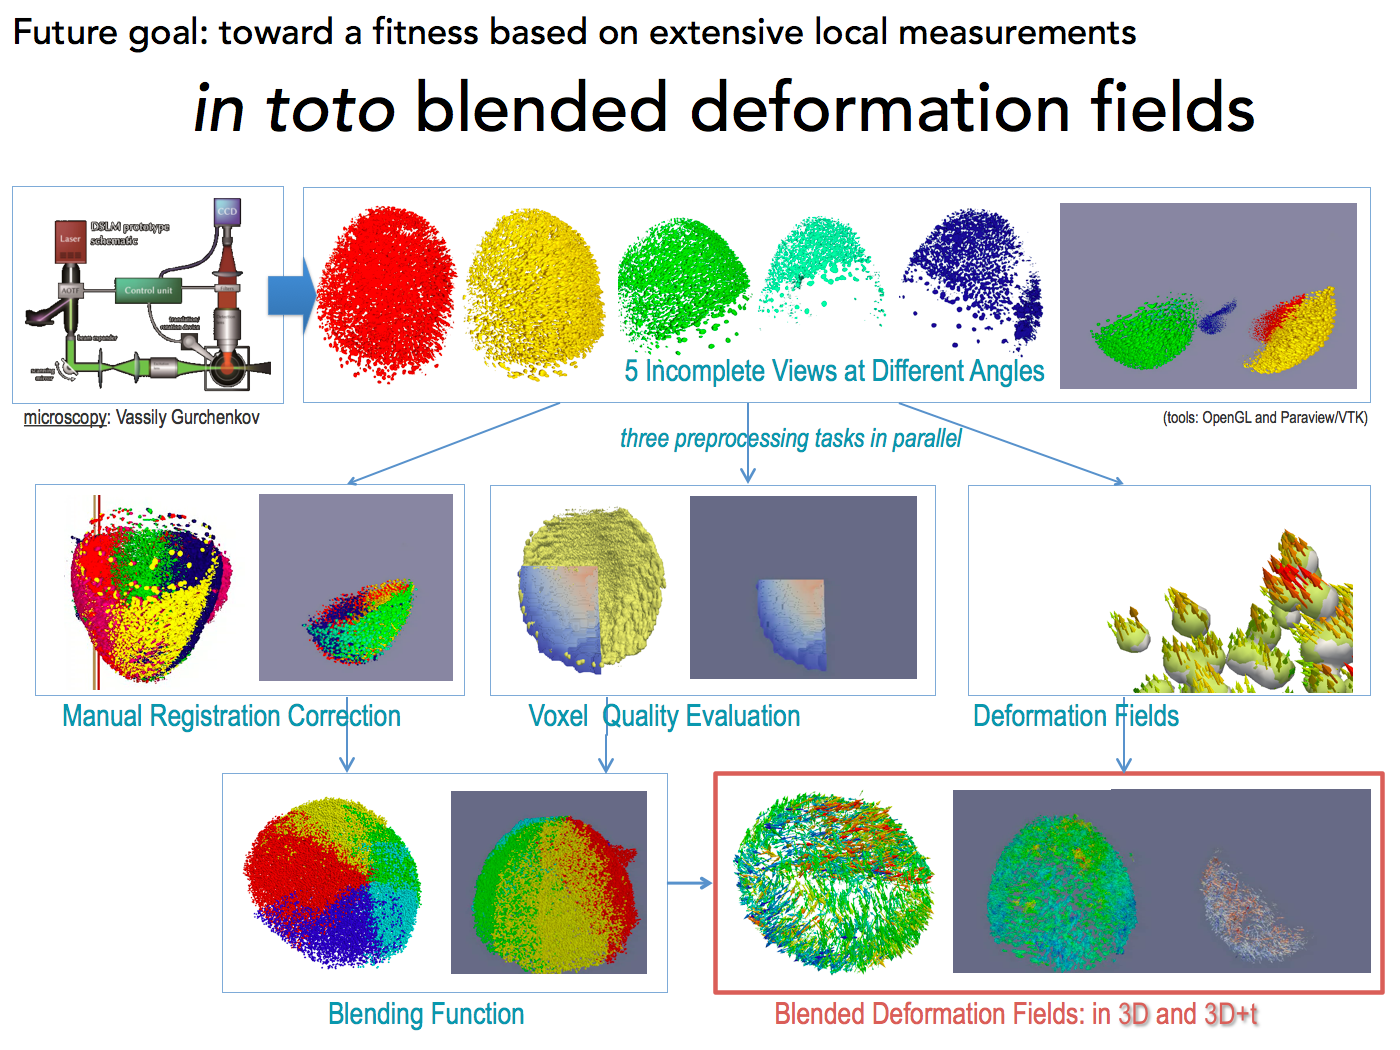 Future goal: toward a fitness based on extensive local measurements
in toto blended deformation fields
CCD
DSLM prototype
schematic
Laser
AOTF
Control unit
Filters
translation/
rotation device
beam expander
scanning
mirror
5 Incomplete Views at Different Angles
microscopy: Vassily Gurchenkov
(tools: OpenGL and Paraview/VTK)
three preprocessing tasks in parallel
Manual Registration Correction
Voxel  Quality Evaluation
Deformation Fields
Blending Function
Blended Deformation Fields: in 3D and 3D+t